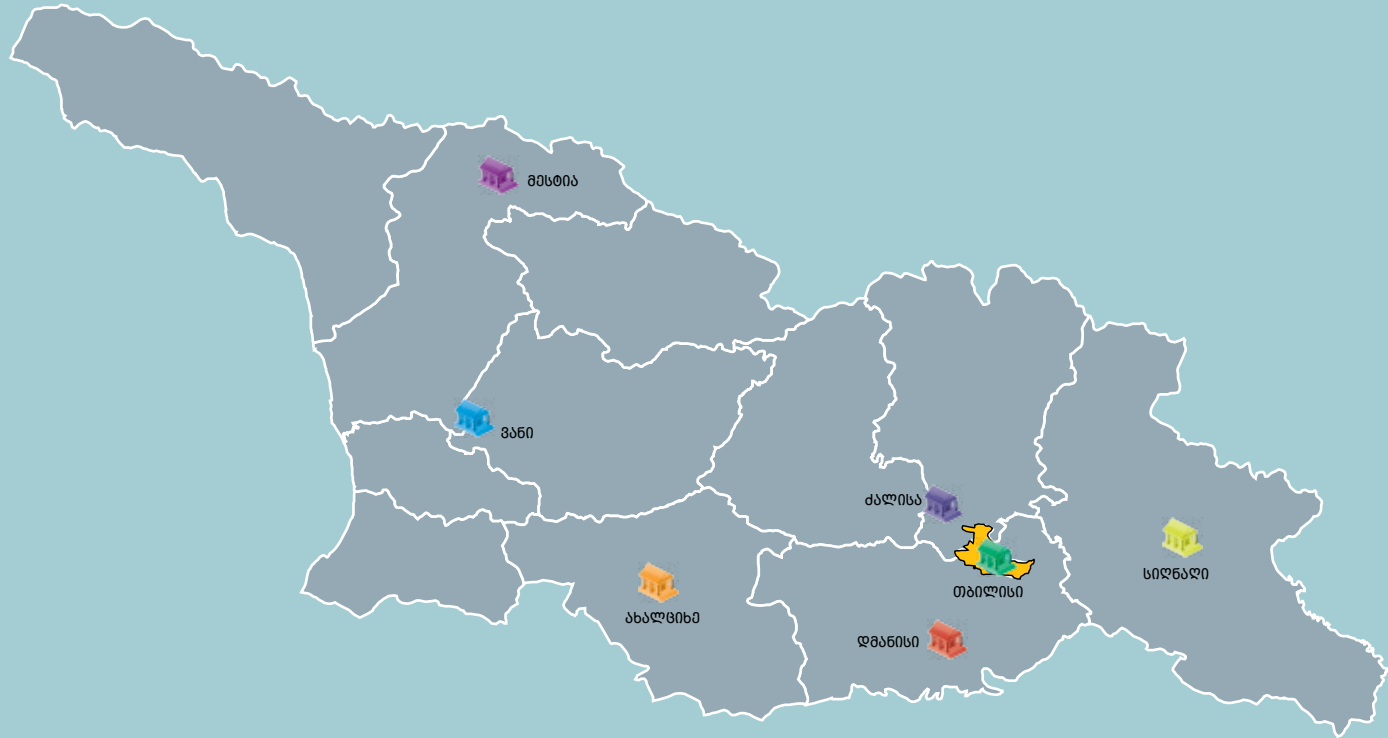 მესტია
ვანი
ძალისა
სიღნაღი
თბილისი
ახალციხე
დმანისი